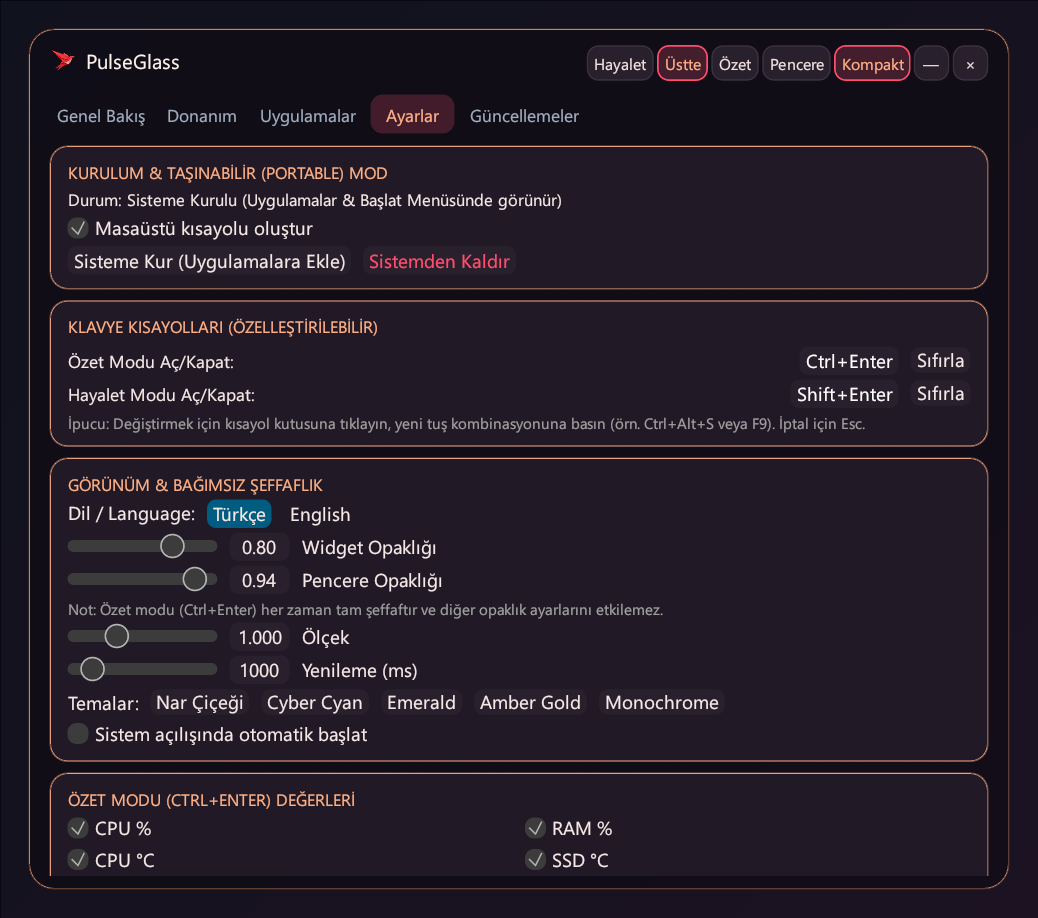 PulseGlass
Hayalet Üstte Özet Pencere Kompakt — ×
Genel Bakış Donanım Uygulamalar Ayarlar Güncellemeler
KURULUM & TAŞINABİLİR (PORTABLE) MOD
Durum: Sisteme Kurulu (Uygulamalar & Başlat Menüsünde görünür)
Masaüstü kısayolu oluştur
Sisteme Kur (Uygulamalara Ekle) Sistemden Kaldır
KLAVYE KISAYOLLARI (ÖZELLEŞTİRİLEBİLİR)
Özet Modu Aç/Kapat: Ctrl+Enter Sıfırla
Hayalet Modu Aç/Kapat: Shift+Enter Sıfırla
İpucu: Değiştirmek için kısayol kutusuna tıklayın, yeni tuş kombinasyonuna basın (örn. Ctrl+Alt+S veya F9). İptal için Esc.
GÖRÜNÜM & BAĞIMSIZ ŞEFFAFLIK
Dil / Language: Türkçe English
0.80 Widget Opaklığı
0.94 Pencere Opaklığı
Not: Özet modu (Ctrl+Enter) her zaman tam şeffaftır ve diğer opaklık ayarlarını etkilemez.
1.000 Ölçek
1000 Yenileme (ms)
Temalar: Nar Çiçeği Cyber Cyan Emerald Amber Gold Monochrome
Sistem açılışında otomatik başlat
ÖZET MODU (CTRL+ENTER) DEĞERLERİ
CPU % RAM %
CPU °C SSD °C